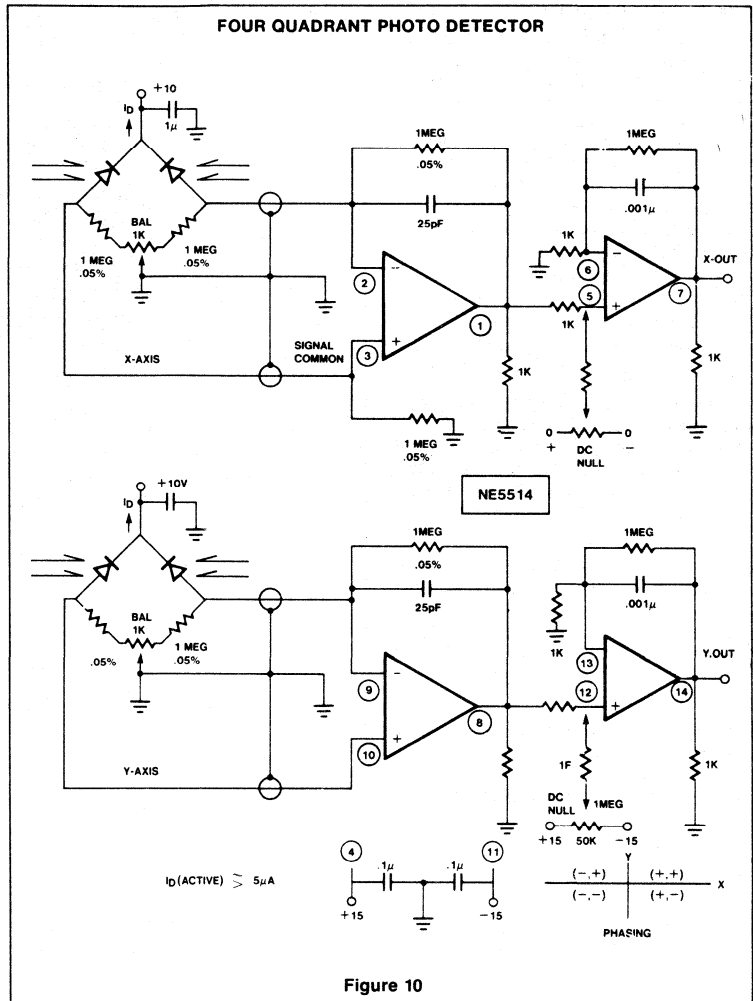 FOUR QUADRANT PHOTO DETECTOR
+10
ID
1μ
BAL
1K
1 MEG
.05%
1 MEG
.05%
X-AXIS
SIGNAL
COMMON
1MEG
.05%
25pF
2
−
3
+
1
1K
1 MEG
.05%
1MEG
.001μ
1K
6
−
5
+
1K
7
X-OUT
1K
0
0
+
DC
NULL
−
NE5514
+10V
ID
BAL
1K
.05%
1 MEG
.05%
Y-AXIS
1MEG
.05%
25pF
9
−
10
+
8
1MEG
.001μ
1K
13
−
12
+
14
Y.OUT
1F
1K
DC
NULL
1MEG
+15
50K
−15
ID (ACTIVE) ≥ 5μA
4
.1μ
.1μ
11
+15
−15
Y
(−,+)
(+,+)
X
(−,−)
(+,−)
PHASING
Figure 10